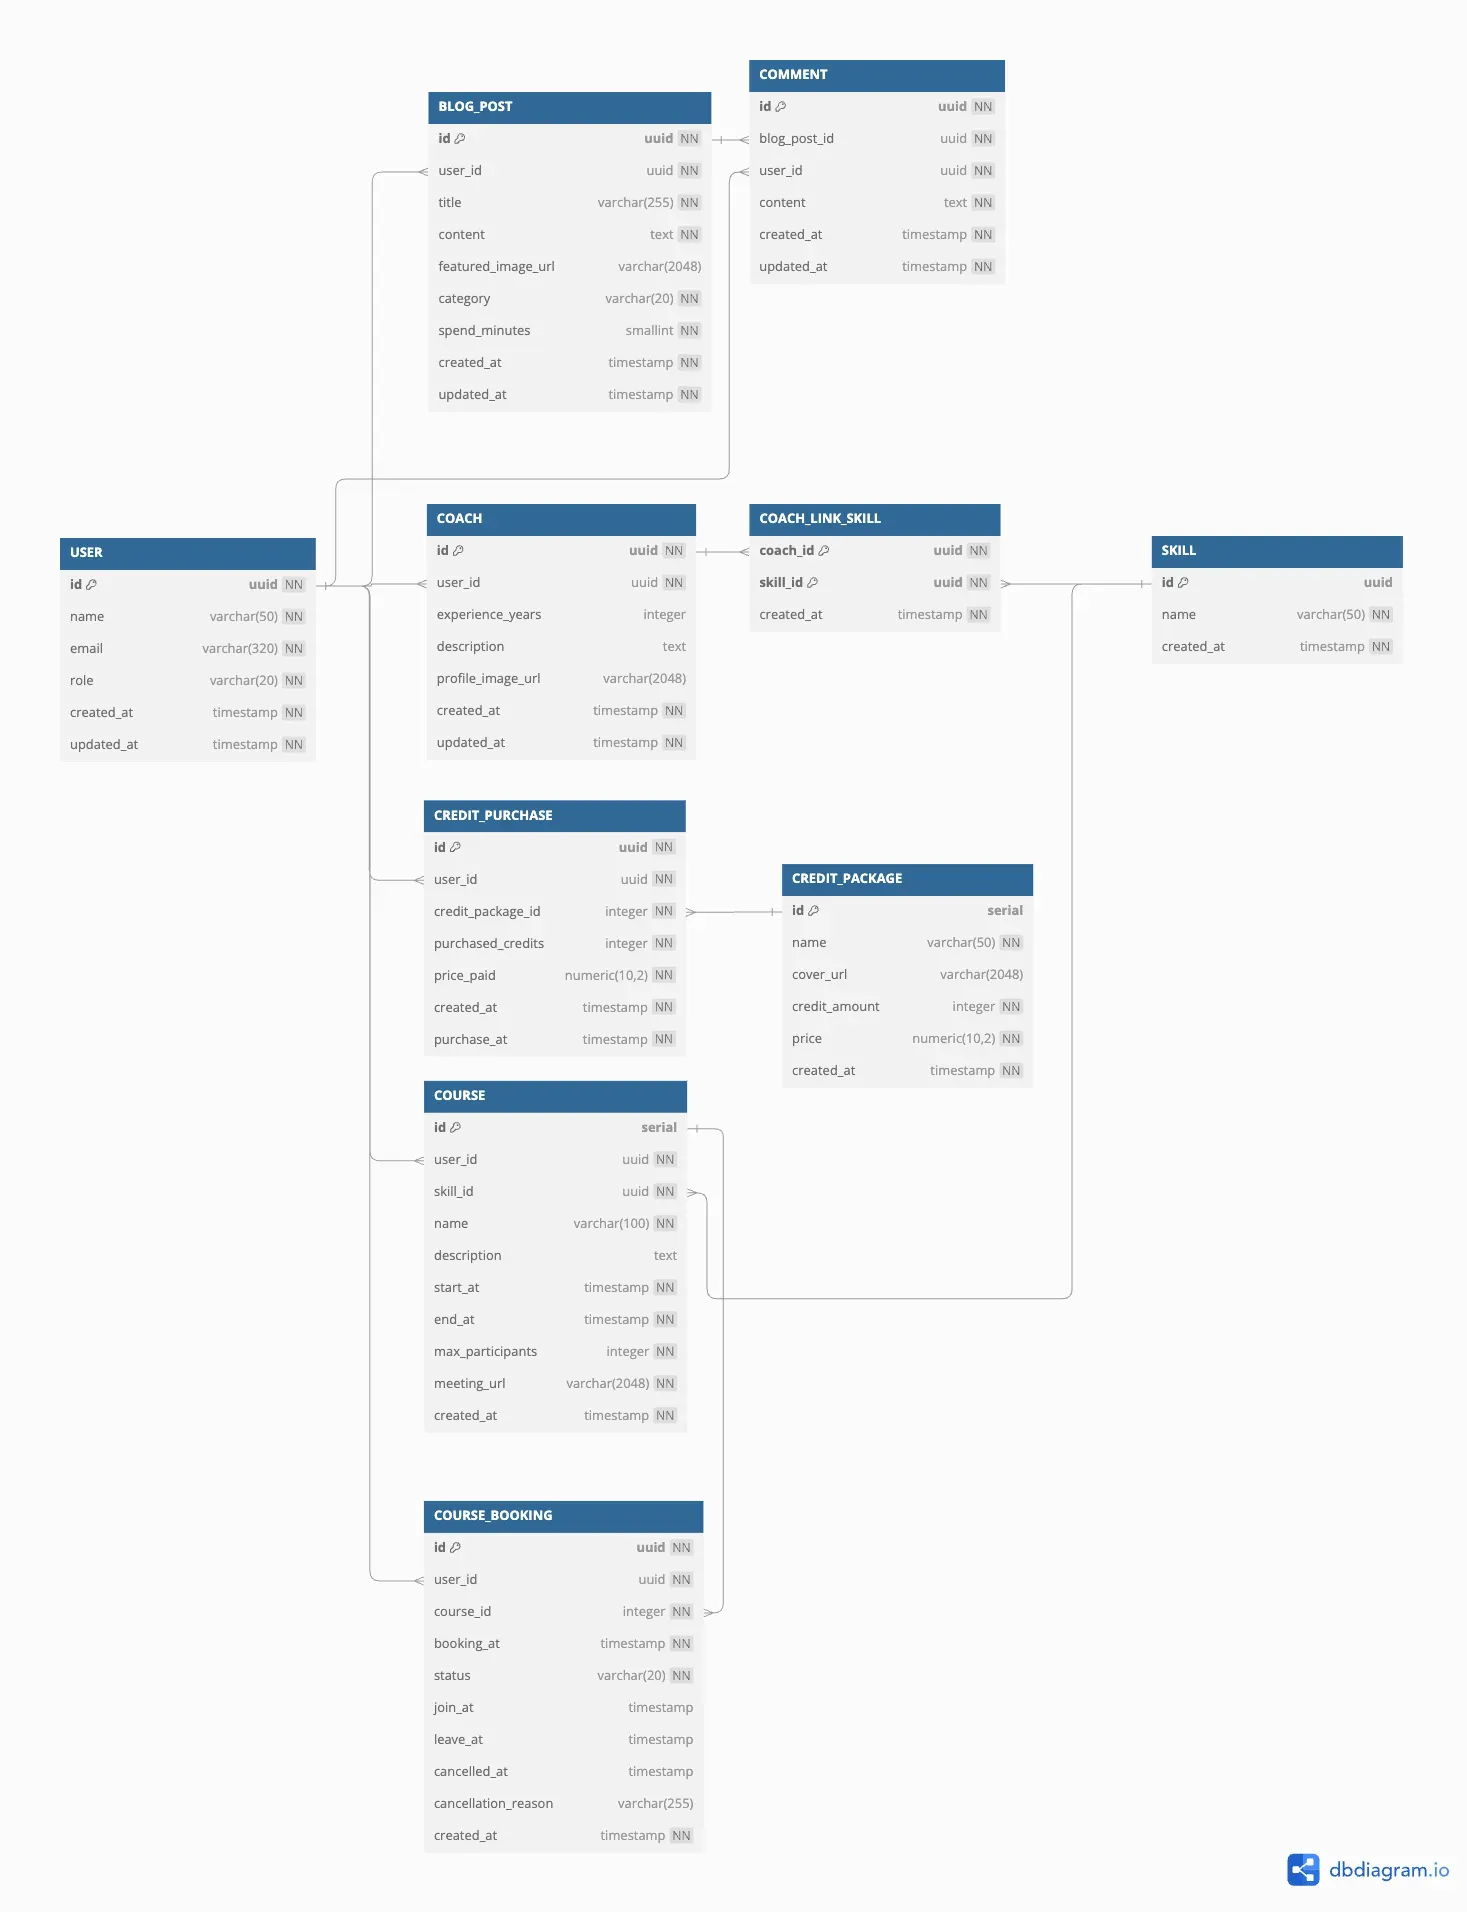 COMMENT
id uuid NN
blog_post_id uuid NN
user_id uuid NN
content text NN
created_at timestamp NN
updated_at timestamp NN
BLOG_POST
id uuid NN
user_id uuid NN
title varchar(255) NN
content text NN
featured_image_url varchar(2048)
category varchar(20) NN
spend_minutes smallint NN
created_at timestamp NN
updated_at timestamp NN
USER
id uuid NN
name varchar(50) NN
email varchar(320) NN
role varchar(20) NN
created_at timestamp NN
updated_at timestamp NN
COACH
id uuid NN
user_id uuid NN
experience_years integer
description text
profile_image_url varchar(2048)
created_at timestamp NN
updated_at timestamp NN
COACH_LINK_SKILL
coach_id uuid NN
skill_id uuid NN
created_at timestamp NN
SKILL
id uuid
name varchar(50) NN
created_at timestamp NN
CREDIT_PURCHASE
id uuid NN
user_id uuid NN
credit_package_id integer NN
purchased_credits integer NN
price_paid numeric(10,2) NN
created_at timestamp NN
purchase_at timestamp NN
CREDIT_PACKAGE
id serial
name varchar(50) NN
cover_url varchar(2048)
credit_amount integer NN
price numeric(10,2) NN
created_at timestamp NN
COURSE
id serial
user_id uuid NN
skill_id uuid NN
name varchar(100) NN
description text
start_at timestamp NN
end_at timestamp NN
max_participants integer NN
meeting_url varchar(2048) NN
created_at timestamp NN
COURSE_BOOKING
id uuid NN
user_id uuid NN
course_id integer NN
booking_at timestamp NN
status varchar(20) NN
join_at timestamp
leave_at timestamp
cancelled_at timestamp
cancellation_reason varchar(255)
created_at timestamp NN
dbdiagram.io